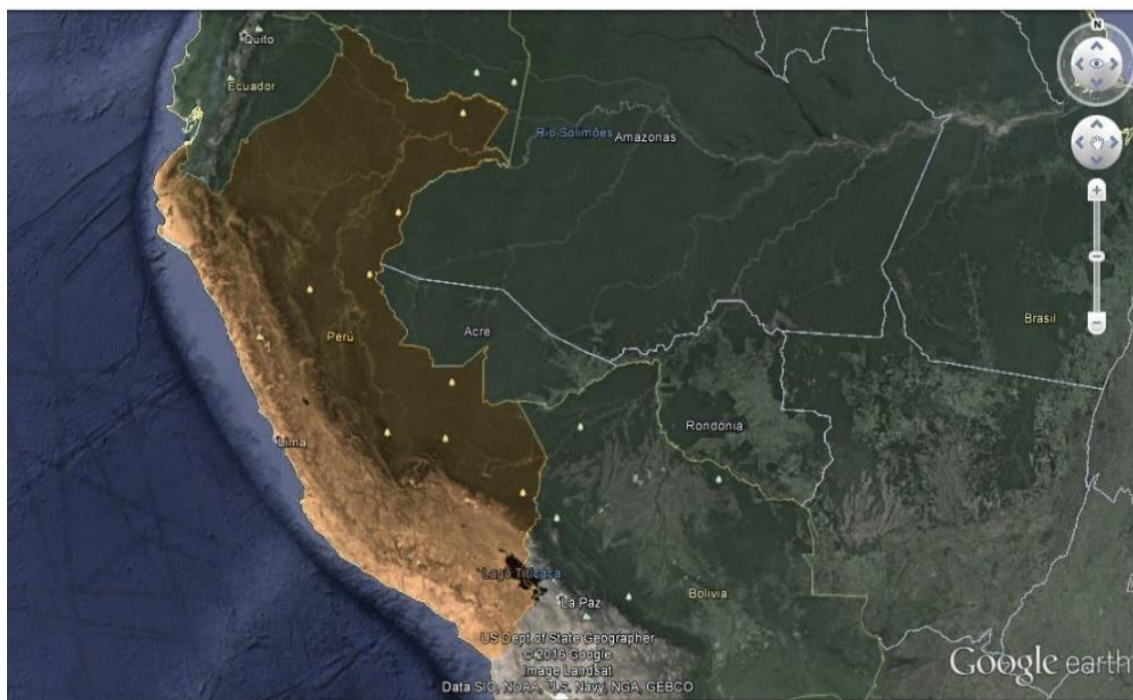 N
Quito
Ecuador
Rio Solimões
Amazonas
Brasil
Acre
Perú
Rondonia
Lima
Lago Titicaca
La Paz
Bolivia
US Dept of State Geographer
© 2016 Google
Image Landsat
Data SIO, NOAA, U.S. Navy, NGA, GEBCO
Google earth